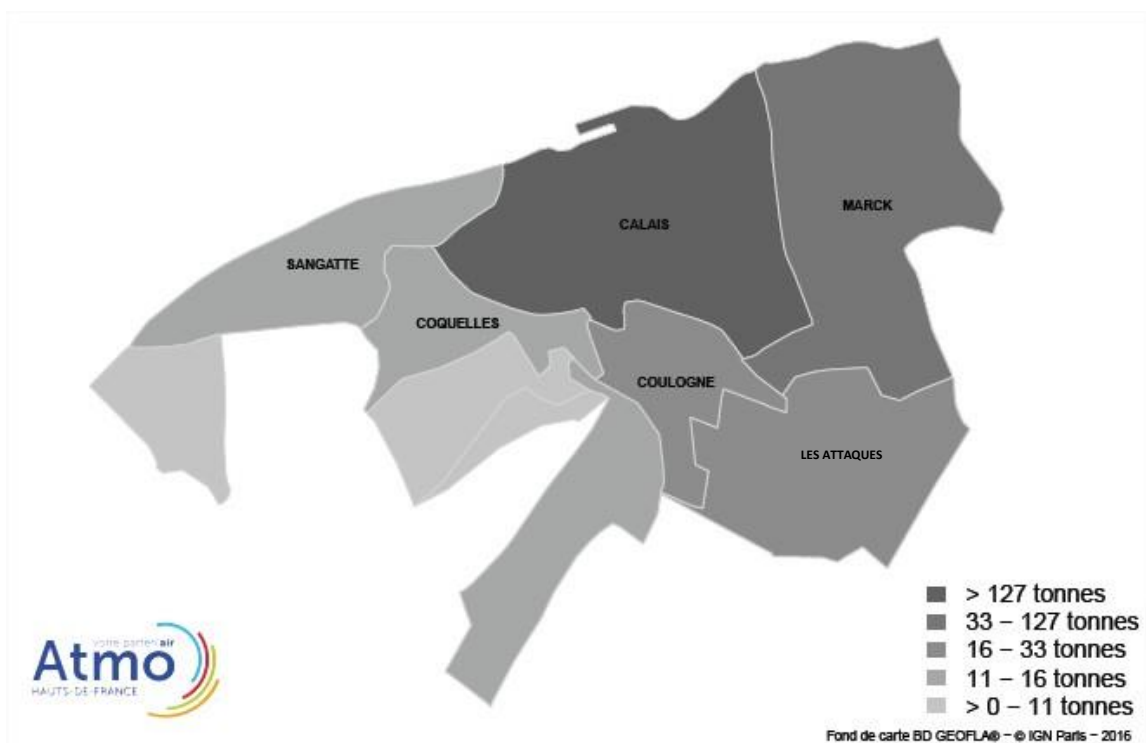 MARCK
CALAIS
SANGATTE
COQUELLES
COULOGNE
LES ATTAQUES
> 127 tonnes
33 – 127 tonnes
16 – 33 tonnes
11 – 16 tonnes
> 0 – 11 tonnes
votre parten'air
Atmo
HAUTS-DE-FRANCE
Fond de carte BD GEOFLA® – © IGN Paris – 2016